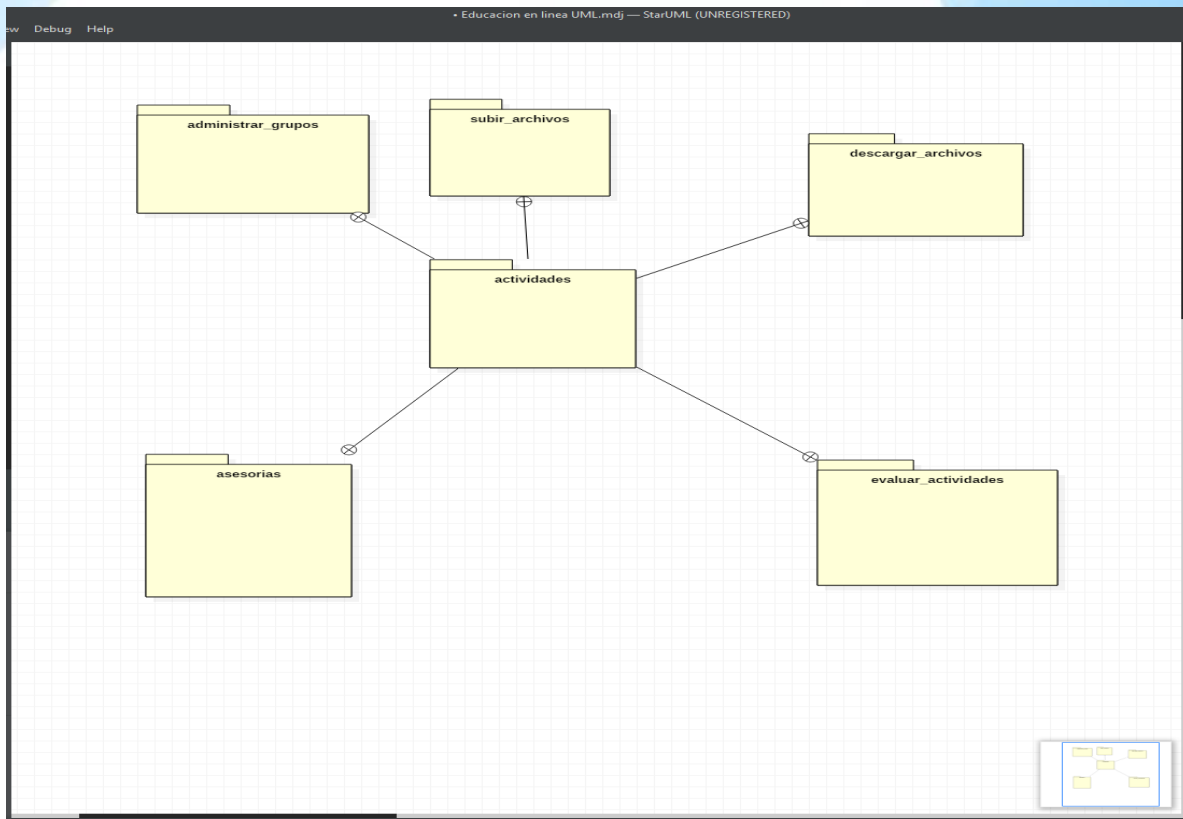 • Educacion en linea UML.mdj — StarUML (UNREGISTERED)
ew Debug Help
administrar_grupos
subir_archivos
descargar_archivos
actividades
asesorias
evaluar_actividades